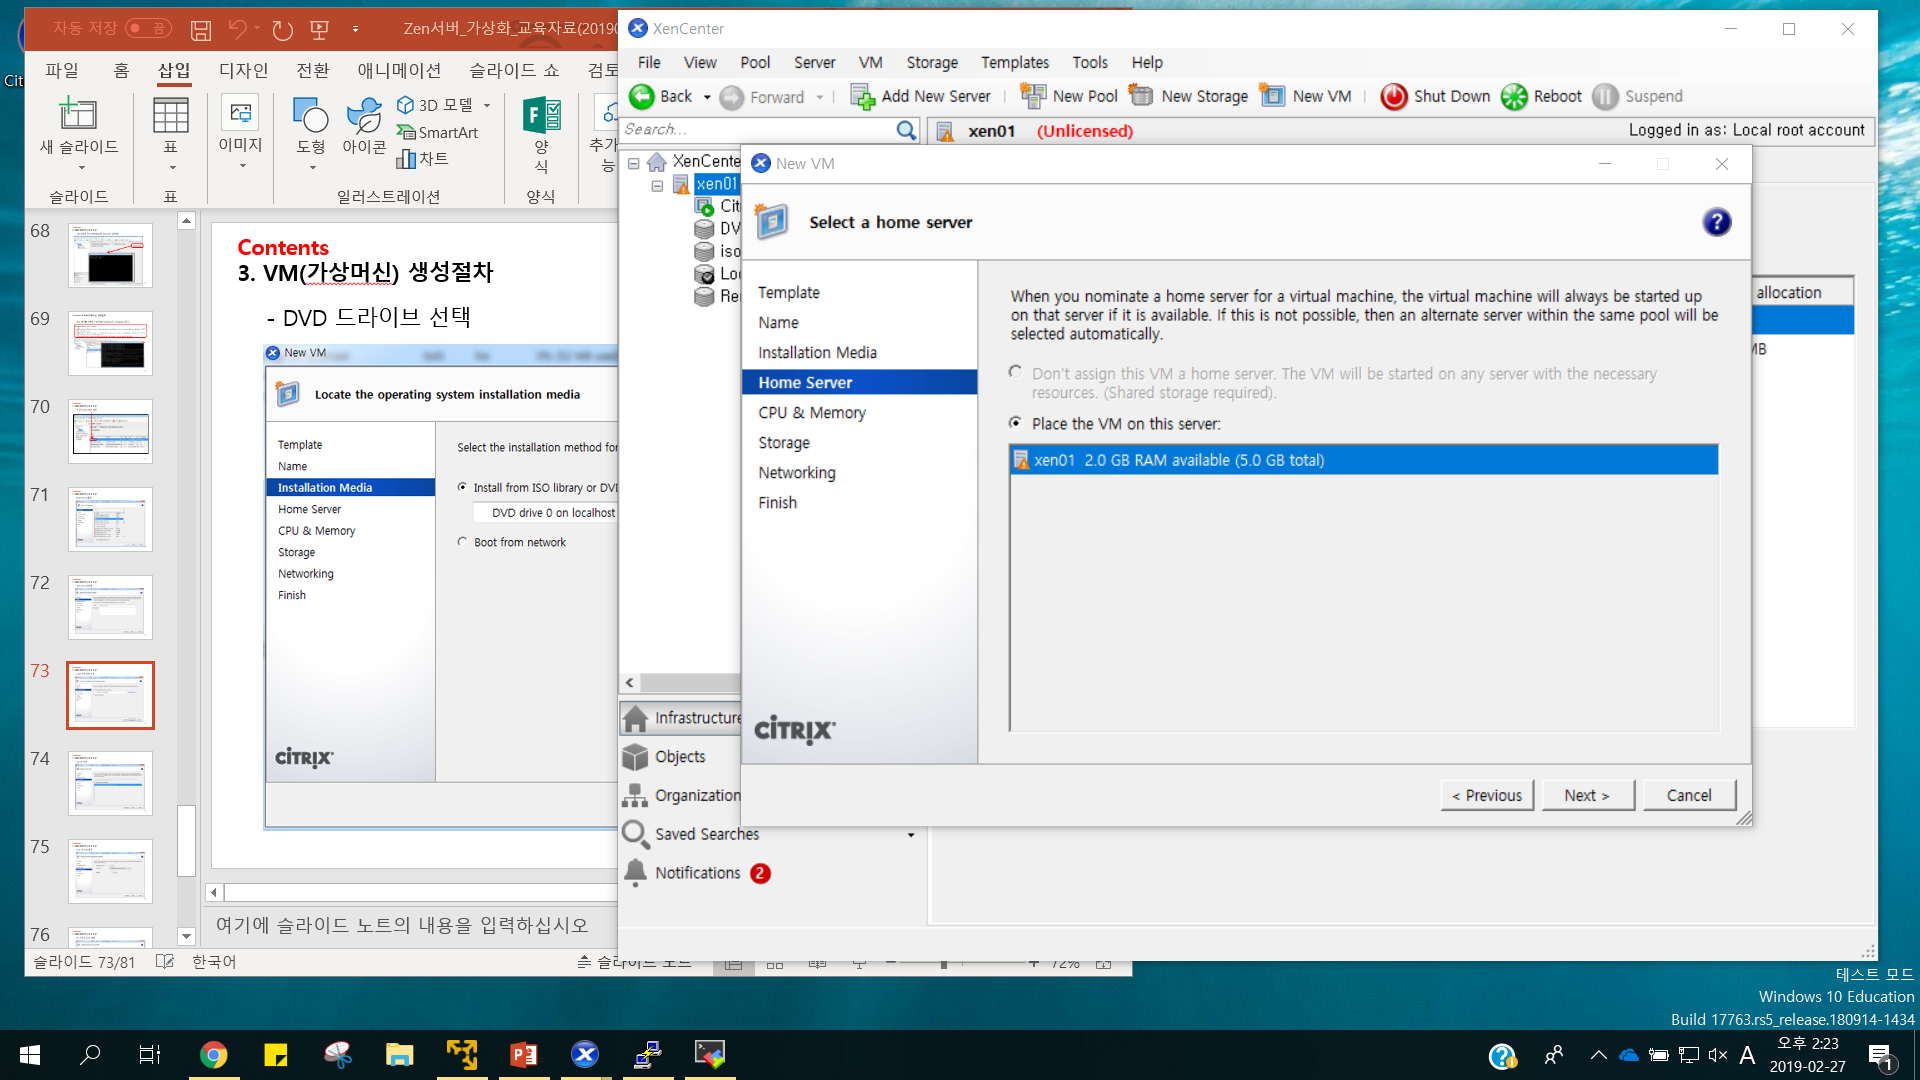 자동 저장
끔
Zen서버_가상화_교육자료(2019
파일
홈
삽입
디자인
전환
애니메이션
슬라이드 쇼
검토
새 슬라이드
표
이미지
도형
아이콘
3D 모델
SmartArt
차트
양
식
추가
능
슬라이드
표
일러스트레이션
양식
68
69
70
71
72
73
74
75
76
Contents
3. VM(가상머신) 생성절차
- DVD 드라이브 선택
New VM
Locate the operating system installation media
Template
Name
Installation Media
Home Server
CPU & Memory
Storage
Networking
Finish
Select the installation method for
Install from ISO library or DVD
DVD drive 0 on localhost
Boot from network
CİTRIX
여기에 슬라이드 노트의 내용을 입력하십시오
슬라이드 73/81
한국어
슬라이드 노트
72%
Cit
XenCenter
File
View
Pool
Server
VM
Storage
Templates
Tools
Help
Back
Forward
Add New Server
New Pool
New Storage
New VM
Shut Down
Reboot
Suspend
Search...
xen01
(Unlicensed)
Logged in as: Local root account
XenCente
xen01
Cit
DV
iso
Loc
Re
Infrastructure
Objects
Organization
Saved Searches
Notifications
2
allocation
MB
New VM
Select a home server
?
Template
Name
Installation Media
Home Server
CPU & Memory
Storage
Networking
Finish
CİTRIX
When you nominate a home server for a virtual machine, the virtual machine will always be started up
on that server if it is available. If this is not possible, then an alternate server within the same pool will be
selected automatically.
Don't assign this VM a home server. The VM will be started on any server with the necessary
resources. (Shared storage required).
Place the VM on this server:
xen01 2.0 GB RAM available (5.0 GB total)
< Previous
Next >
Cancel
테스트 모드
Windows 10 Education
Build 17763.rs5_release.180914-1434
A
오후 2:23
2019-02-27
1